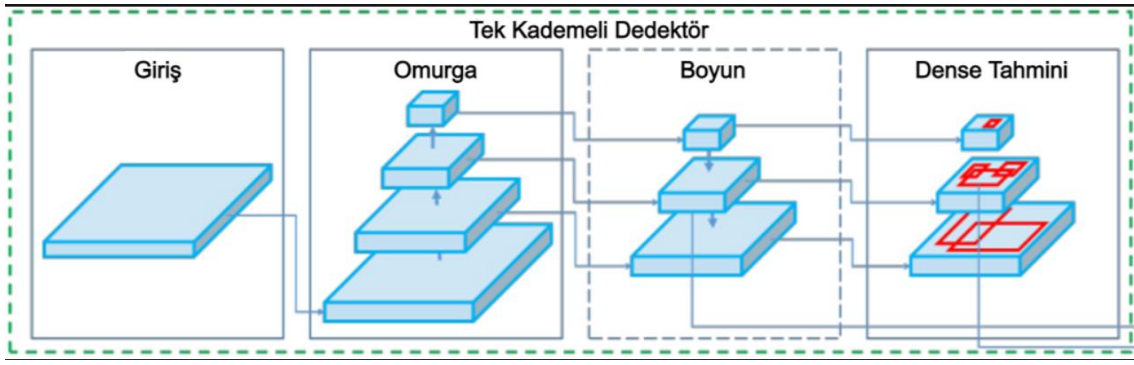 Tek Kademeli Dedektör
Giriş
Omurga
Boyun
Dense Tahmini